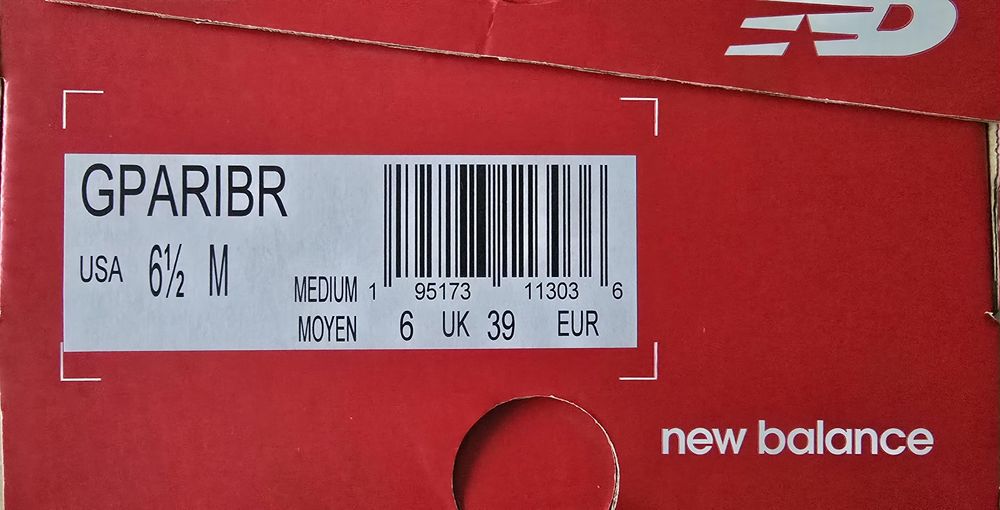 GPARIBR
USA 6½ M
MEDIUM
MOYEN
1 95173 11303 6
6 UK 39 EUR
new balance